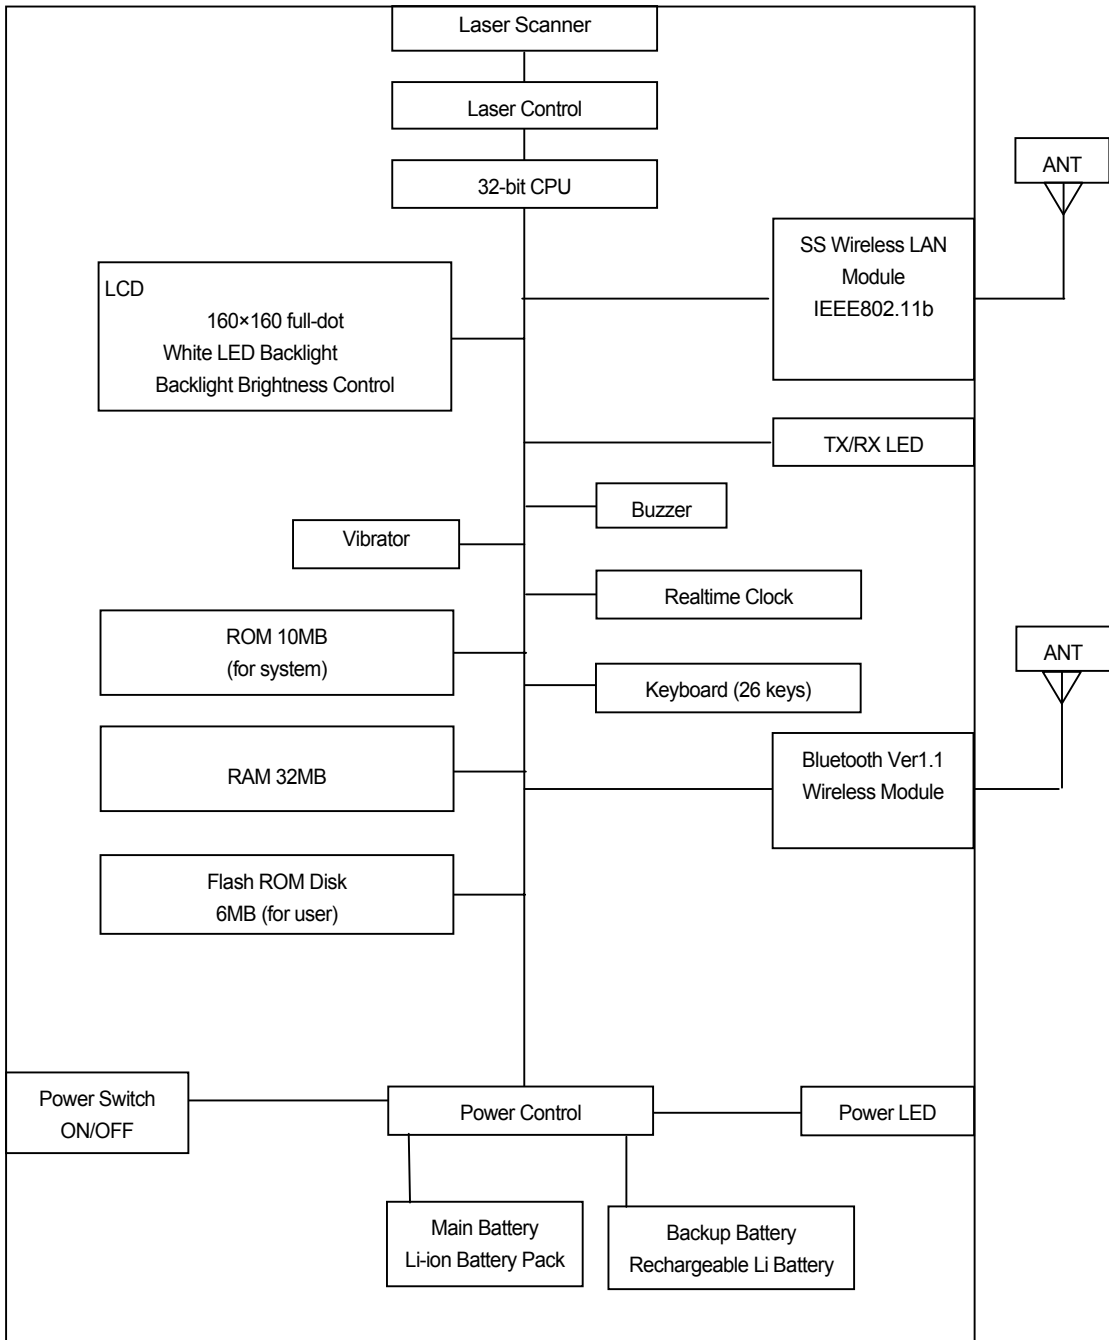 Laser Scanner
Laser Control
32-bit CPU
ANT
SS Wireless LAN
Module
IEEE802.11b
LCD
160×160 full-dot
White LED Backlight
Backlight Brightness Control
TX/RX LED
Buzzer
Vibrator
Realtime Clock
ROM 10MB
(for system)
ANT
Keyboard (26 keys)
RAM 32MB
Bluetooth Ver1.1
Wireless Module
Flash ROM Disk
6MB (for user)
Power Switch
ON/OFF
Power Control
Power LED
Main Battery
Li-ion Battery Pack
Backup Battery
Rechargeable Li Battery